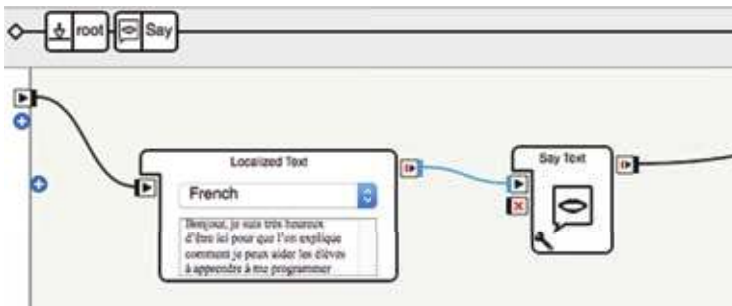 root Say
Localized Text
Say Text
French
Bonjour, je suis très heureux
d'être ici pour que l'on explique
comment je peux aider les élèves
à apprendre à me programmer